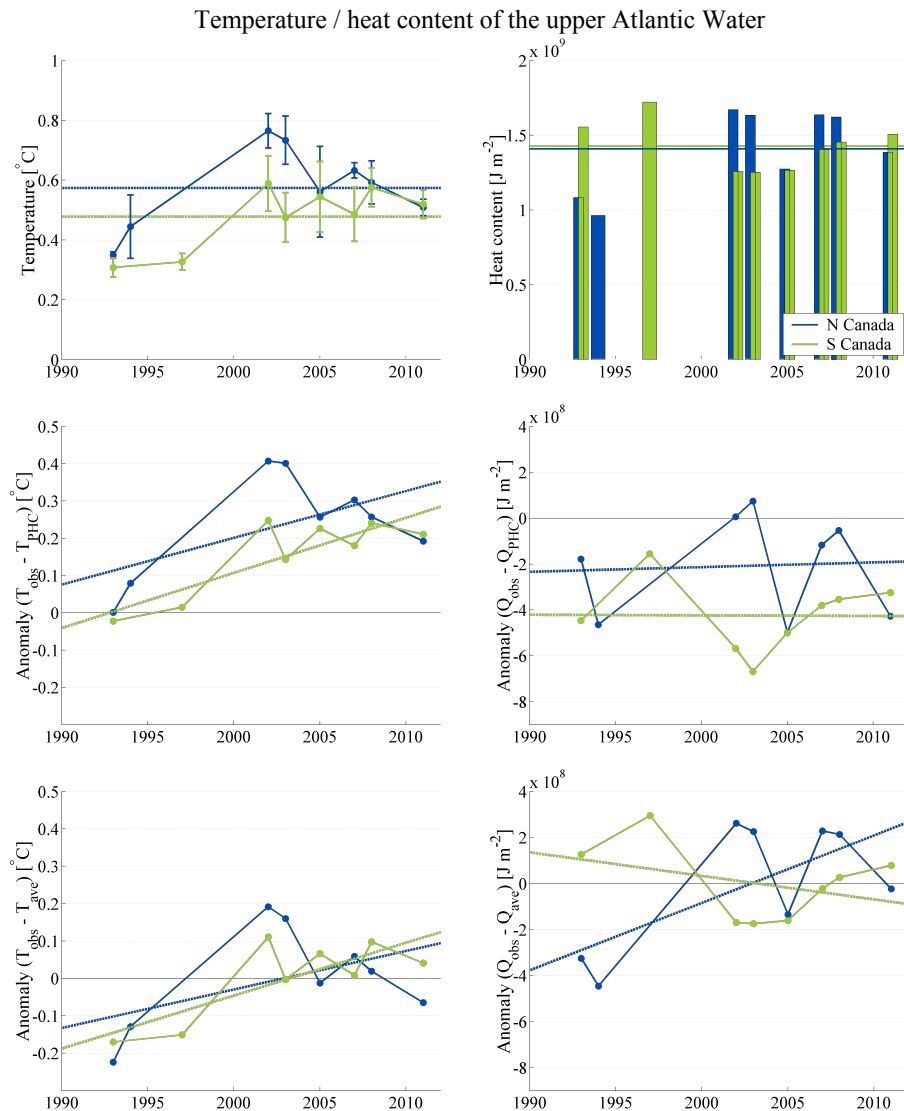 Temperature / heat content of the upper Atlantic Water
Temperature [°C]
1
0.8
0.6
0.4
0.2
0
1990 1995 2000 2005 2010
x 10^9
Heat content [J m^-2]
2
1.5
1
0.5
0
N Canada
S Canada
1990 1995 2000 2005 2010
Anomaly (T_obs - T_PHC) [°C]
0.5
0.4
0.3
0.2
0.1
0
-0.1
-0.2
1990 1995 2000 2005 2010
x 10^8
Anomaly (Q_obs - Q_PHC) [J m^-2]
4
2
0
-2
-4
-6
-8
1990 1995 2000 2005 2010
Anomaly (T_obs - T_ave) [°C]
0.5
0.4
0.3
0.2
0.1
0
-0.1
-0.2
1990 1995 2000 2005 2010
x 10^8
Anomaly (Q_obs - Q_ave) [J m^-2]
4
2
0
-2
-4
-6
-8
1990 1995 2000 2005 2010